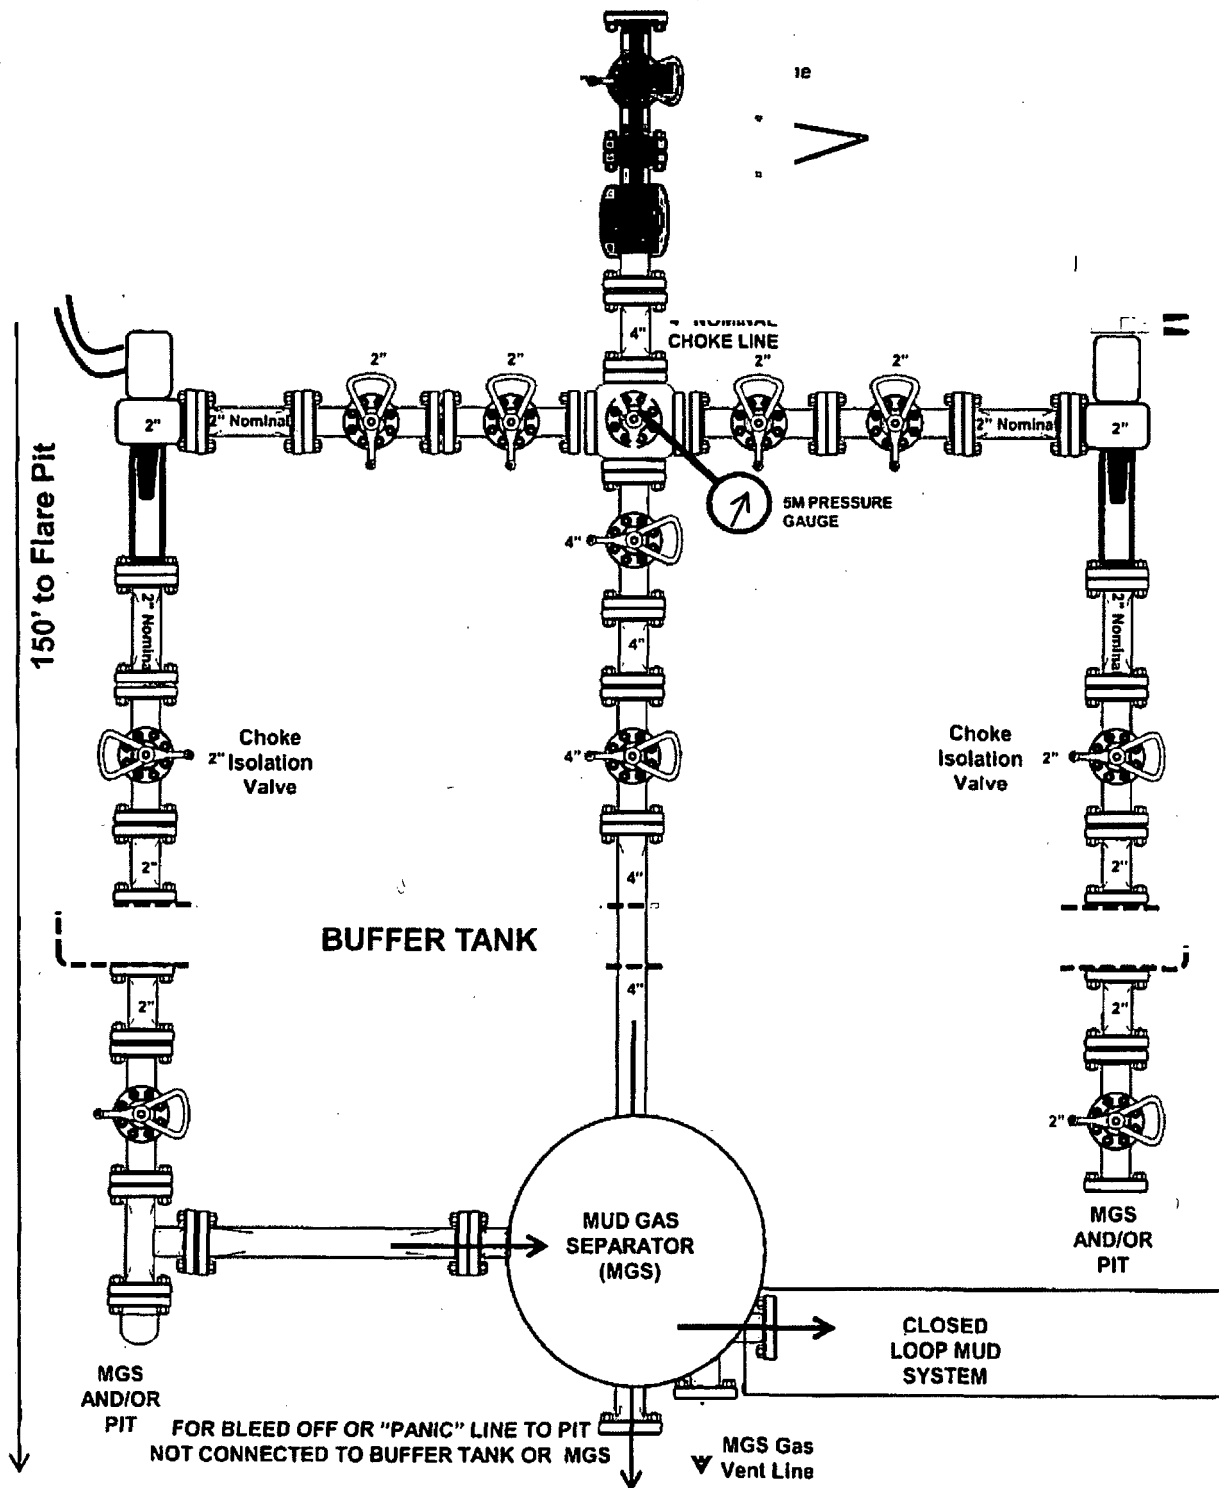 4"
CHOKE LINE
2"
2"
2"
2"
2"
2" Nominal
2" Nomina
2"
5M PRESSURE
GAUGE
4"
150' to Flare Pit
2" Nomina
4"
2" Nomina
Choke
2" Isolation
Valve
4"
Choke
Isolation 2"
Valve
2"
4"
2"
BUFFER TANK
2"
4"
2"
2"
MUD GAS
SEPARATOR
(MGS)
MGS
AND/OR
PIT
CLOSED
LOOP MUD
SYSTEM
MGS
AND/OR
PIT
FOR BLEED OFF OR "PANIC" LINE TO PIT
NOT CONNECTED TO BUFFER TANK OR MGS
MGS Gas
Vent Line